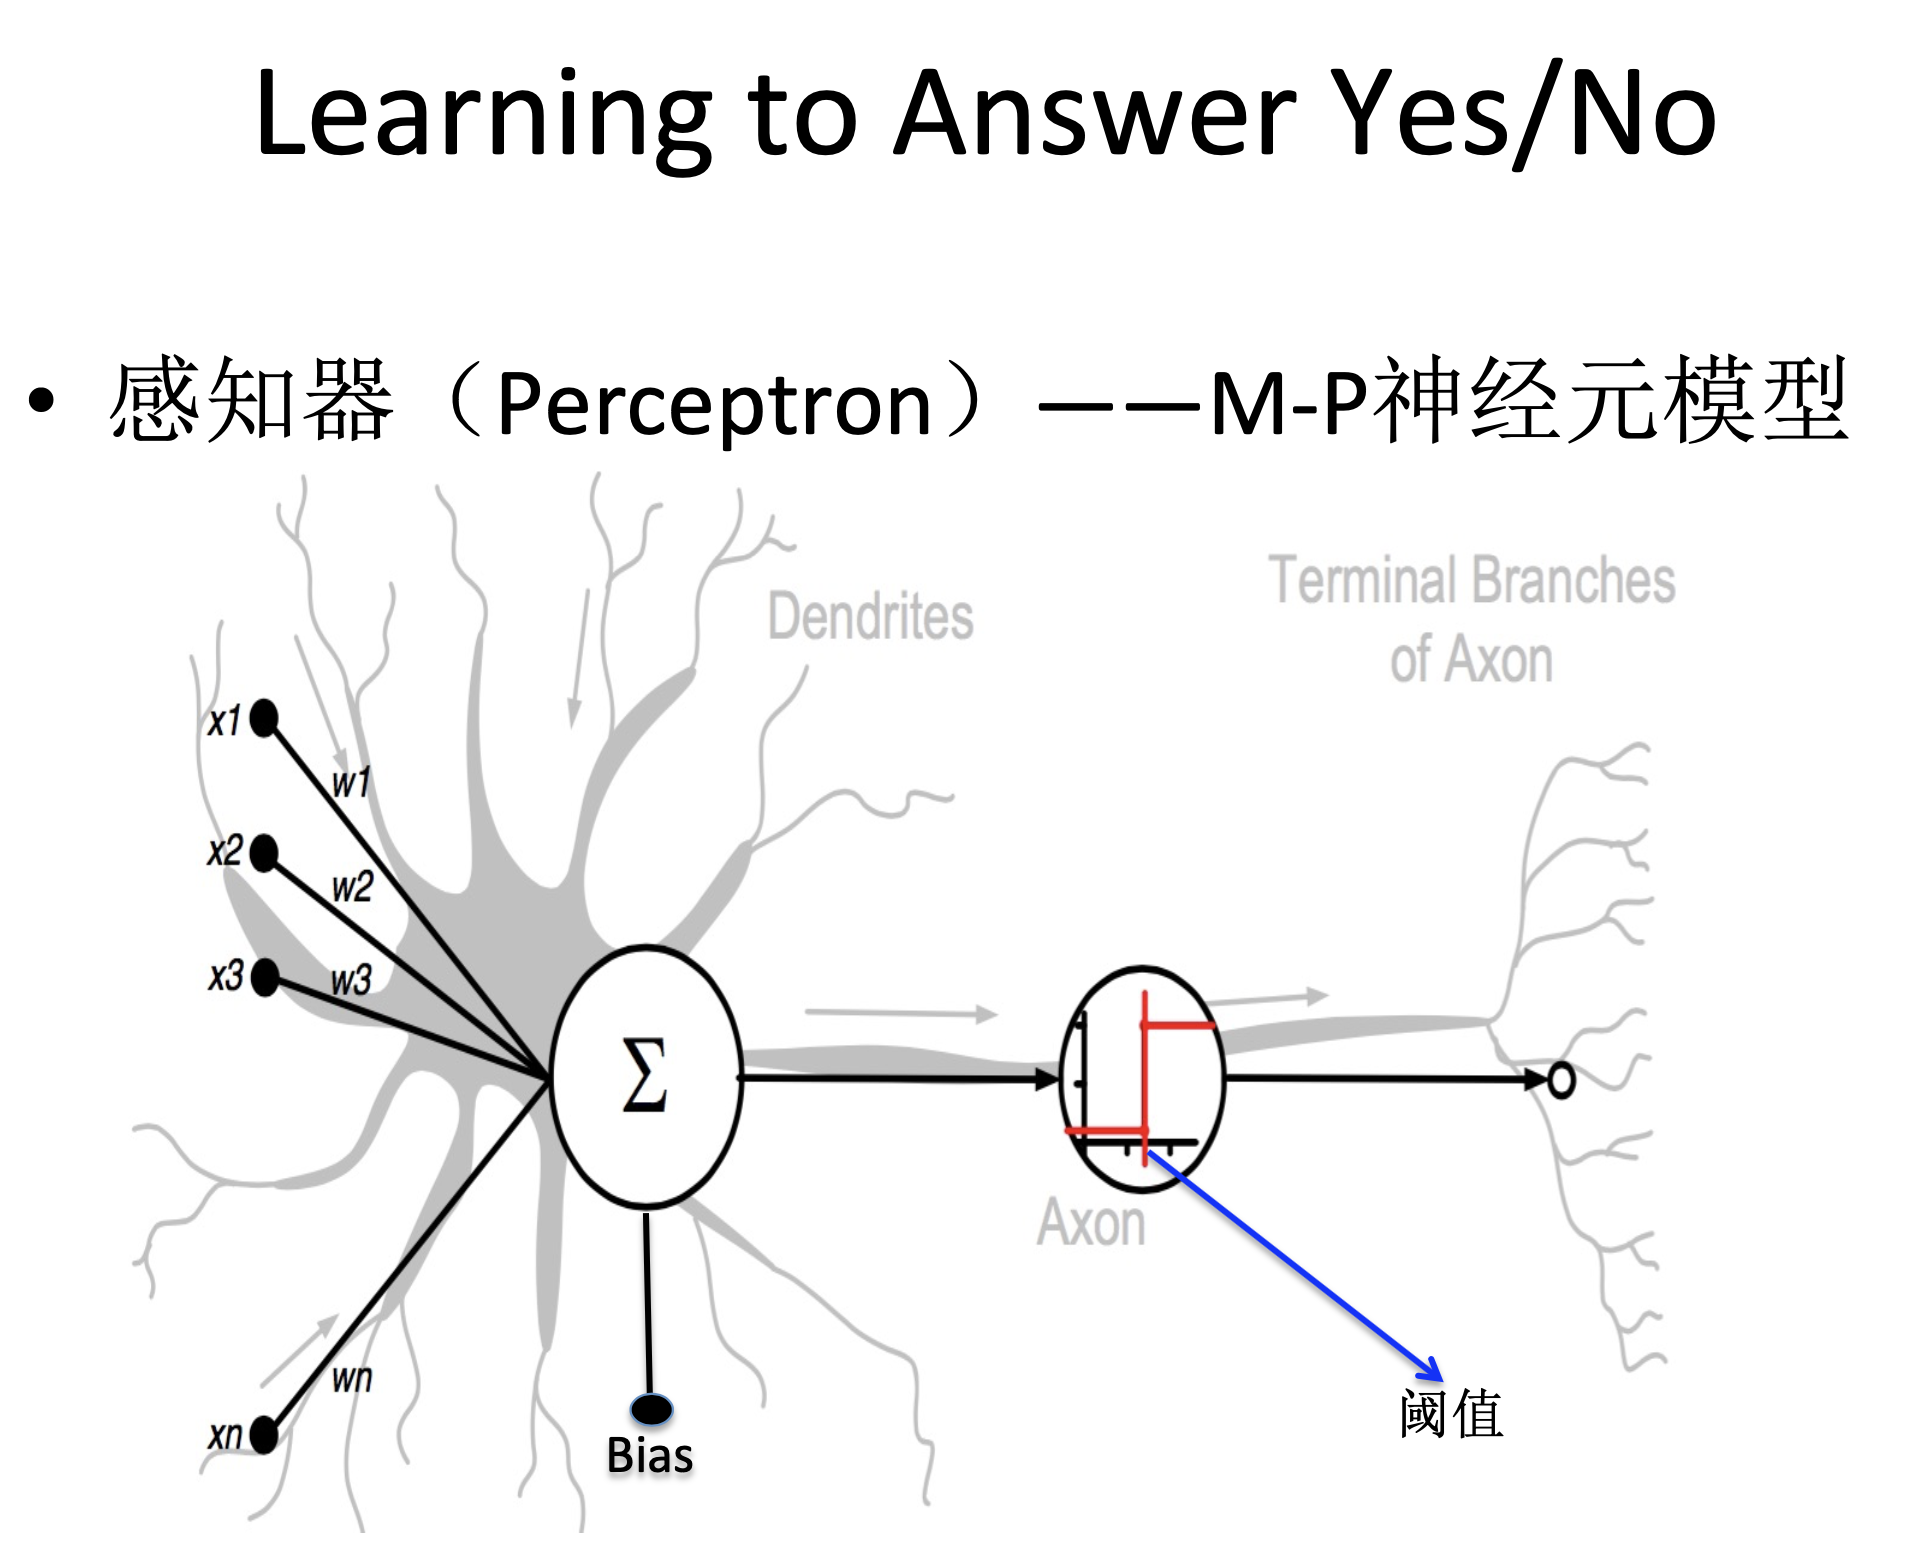 Learning to Answer Yes/No
• 感知器（Perceptron）——M-P神经元模型
Dendrites
Terminal Branches
of Axon
x1
w1
x2
w2
x3
w3
Σ
Axon
wn
xn
Bias
阈值